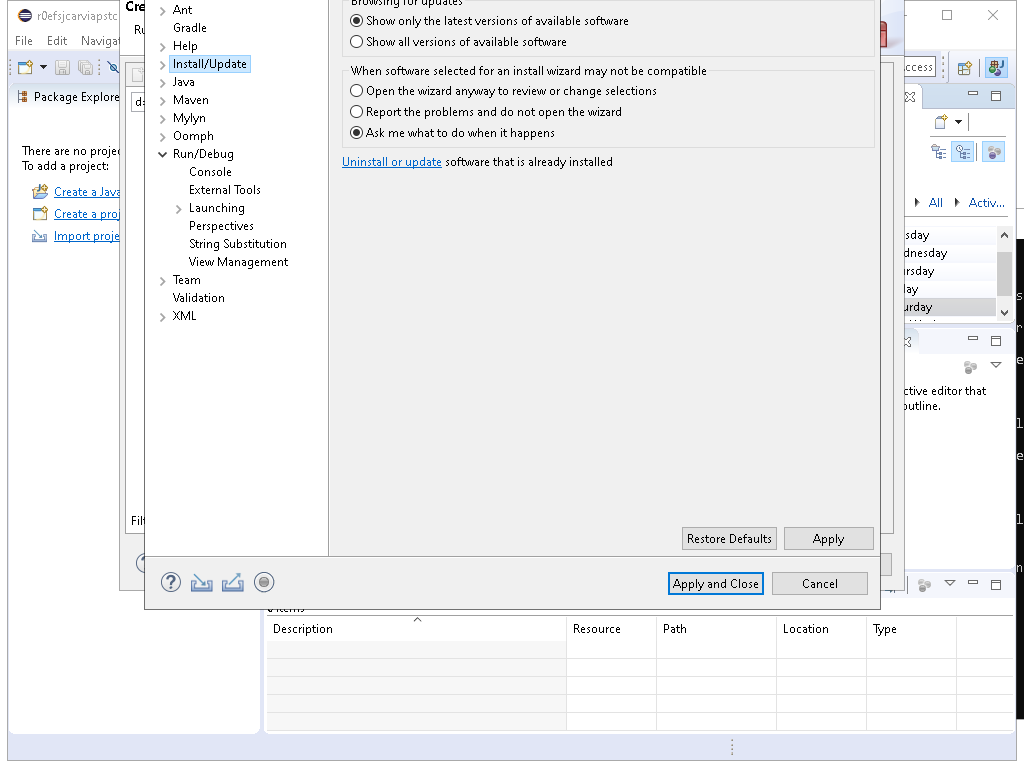 r0efsjcarviapstc
Cre
File Edit Navigat
Ru
Ant
Gradle
Help
Install/Update
Java
Maven
Mylyn
Oomph
Run/Debug
Console
External Tools
Launching
Perspectives
String Substitution
View Management
Team
Validation
XML
Browsing for updates
Show only the latest versions of available software
Show all versions of available software
When software selected for an install wizard may not be compatible
Open the wizard anyway to review or change selections
Report the problems and do not open the wizard
Ask me what to do when it happens
Uninstall or update software that is already installed
Restore Defaults Apply
Apply and Close Cancel
Package Explore
There are no projec
To add a project:
Create a Java
Create a proj
Import proje
Filt
ccess
All Activ...
sday
dnesday
rsday
lay
urday
ctive editor that
outline.
0 items
Description Resource Path Location Type